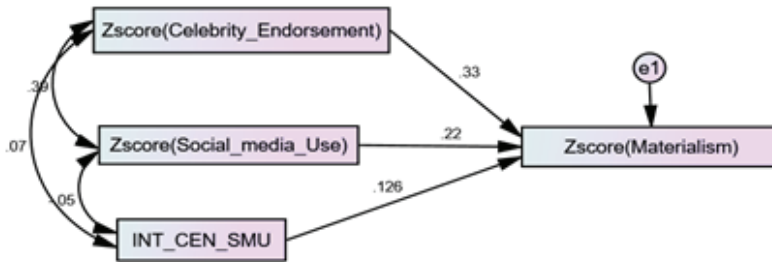 Zscore(Celebrity_Endorsement)
.33
e1
.39
Zscore(Social_media_Use)
.22
Zscore(Materialism)
.07
.126
.05
INT_CEN_SMU